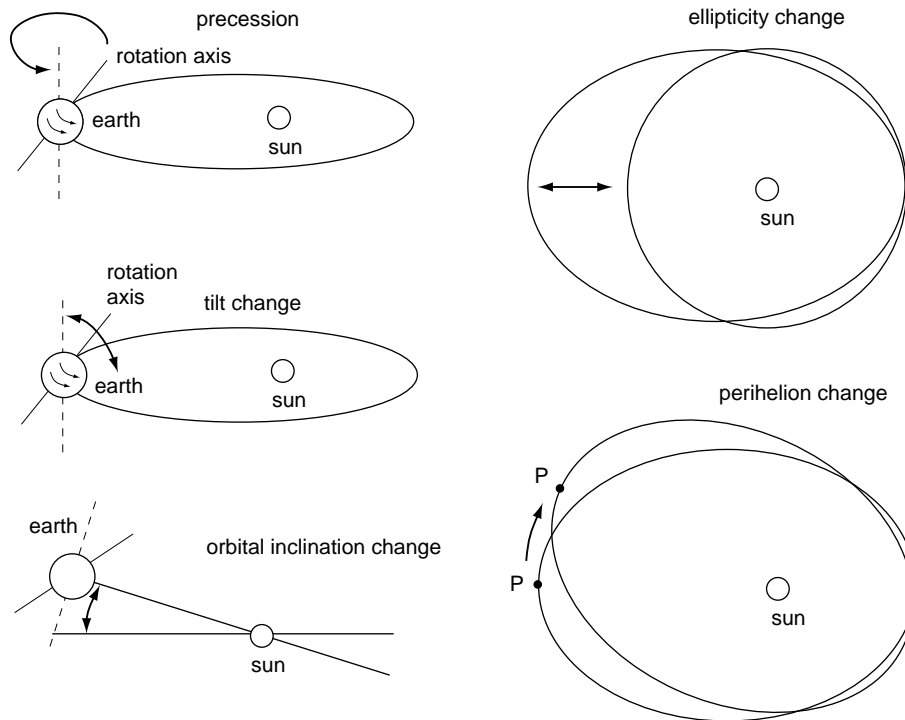 precession
rotation axis
earth
sun
ellipticity change
sun
rotation
axis
tilt change
earth
sun
perihelion change
P
P
sun
earth
orbital inclination change
sun